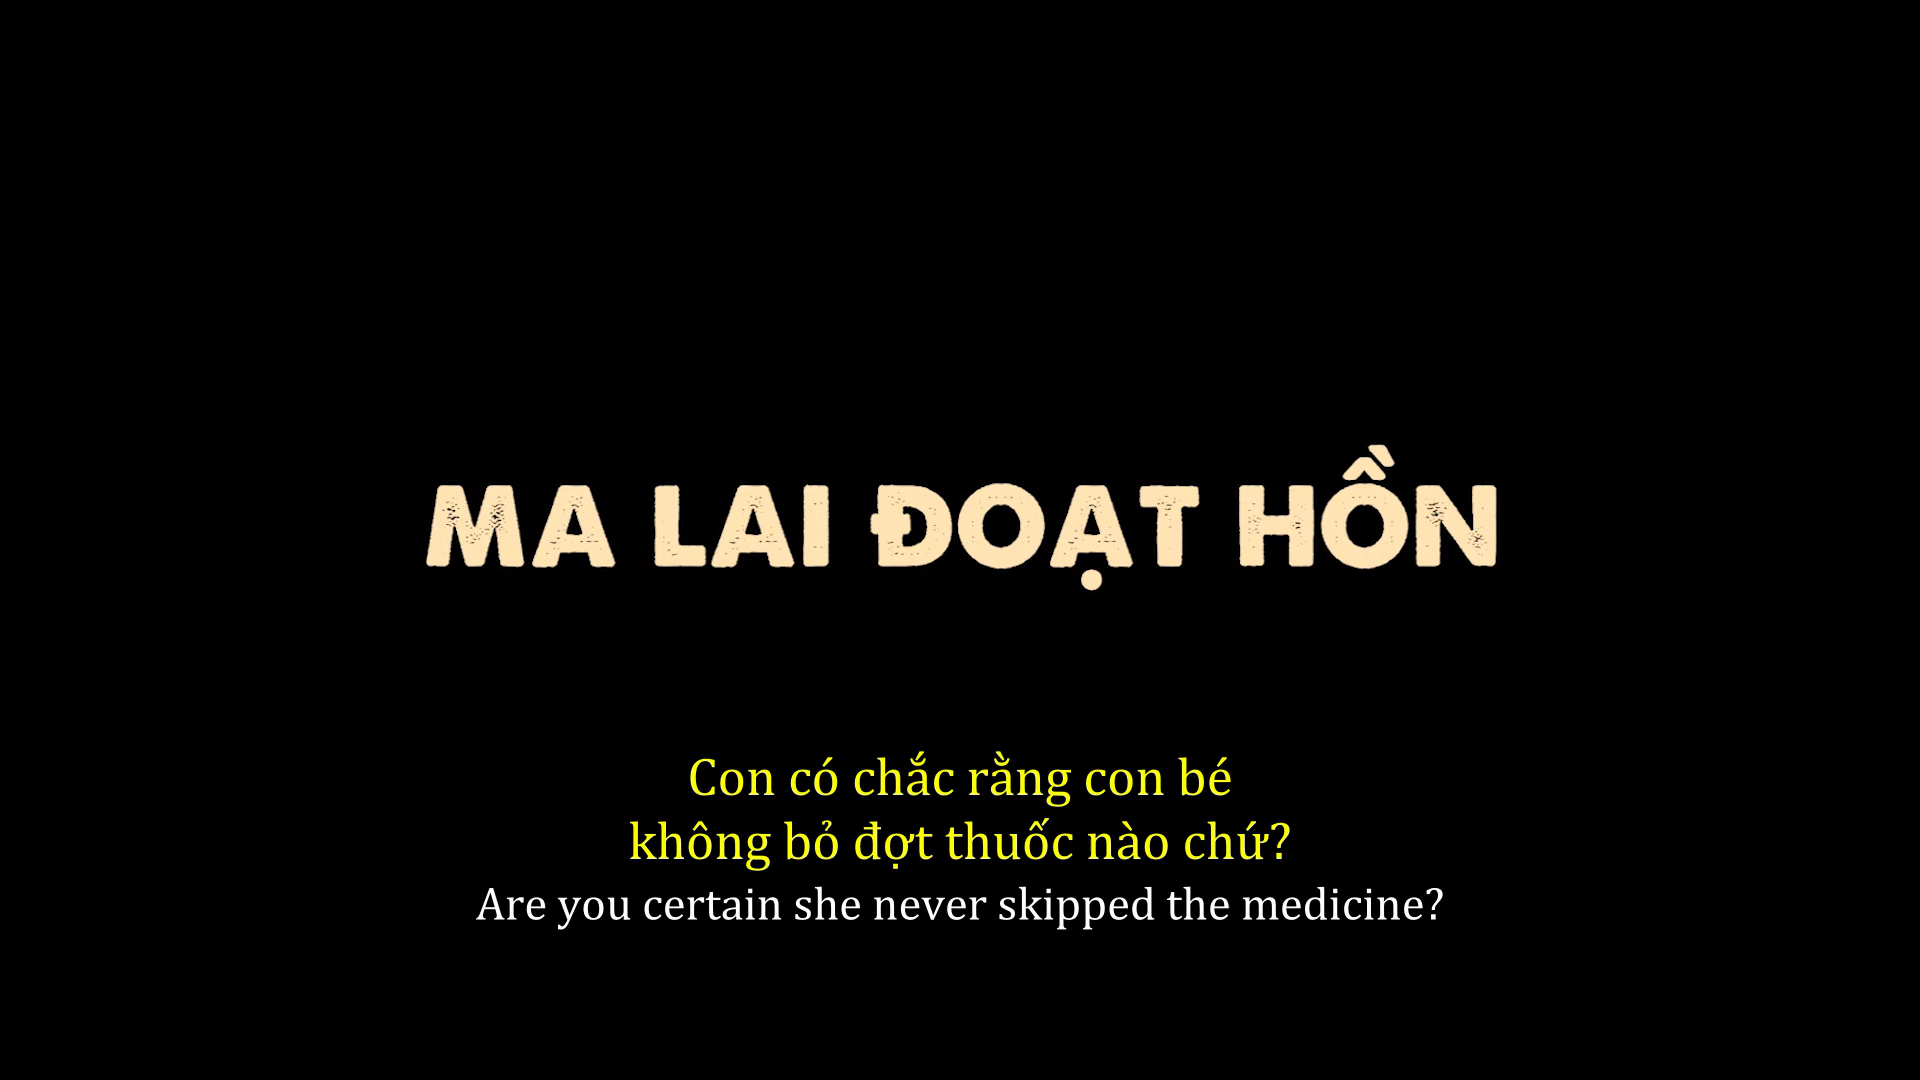 MA LAI ĐOẠT HỒN
Con có chắc rằng con bé
không bỏ đợt thuốc nào chứ?
Are you certain she never skipped the medicine?